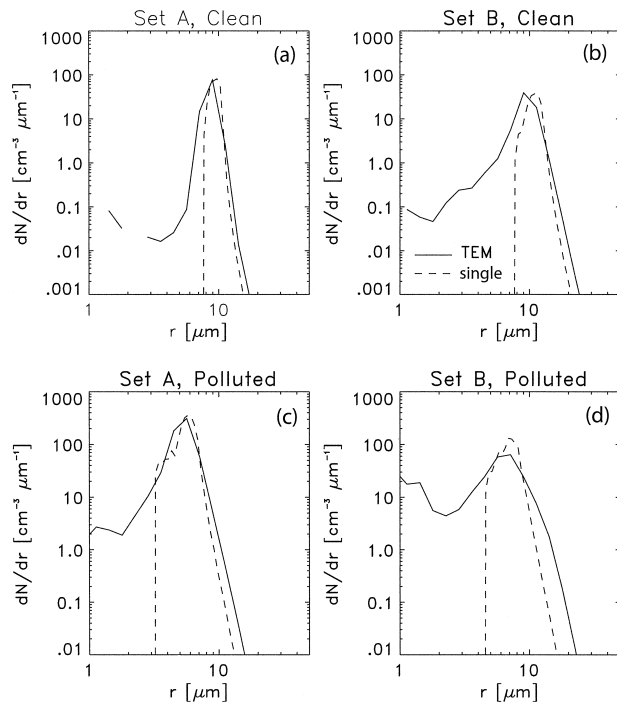 Set A, Clean
1000
100
10
1.0
0.1
.01
.001
dN/dr [cm⁻³ μm⁻¹]
(a)
1
10
r [μm]
Set B, Clean
1000
100
10
1.0
0.1
.01
.001
dN/dr [cm⁻³ μm⁻¹]
(b)
TEM
single
1
10
r [μm]
Set A, Polluted
1000
100
10
1.0
0.1
.01
dN/dr [cm⁻³ μm⁻¹]
(c)
1
10
r [μm]
Set B, Polluted
1000
100
10
1.0
0.1
.01
dN/dr [cm⁻³ μm⁻¹]
(d)
1
10
r [μm]